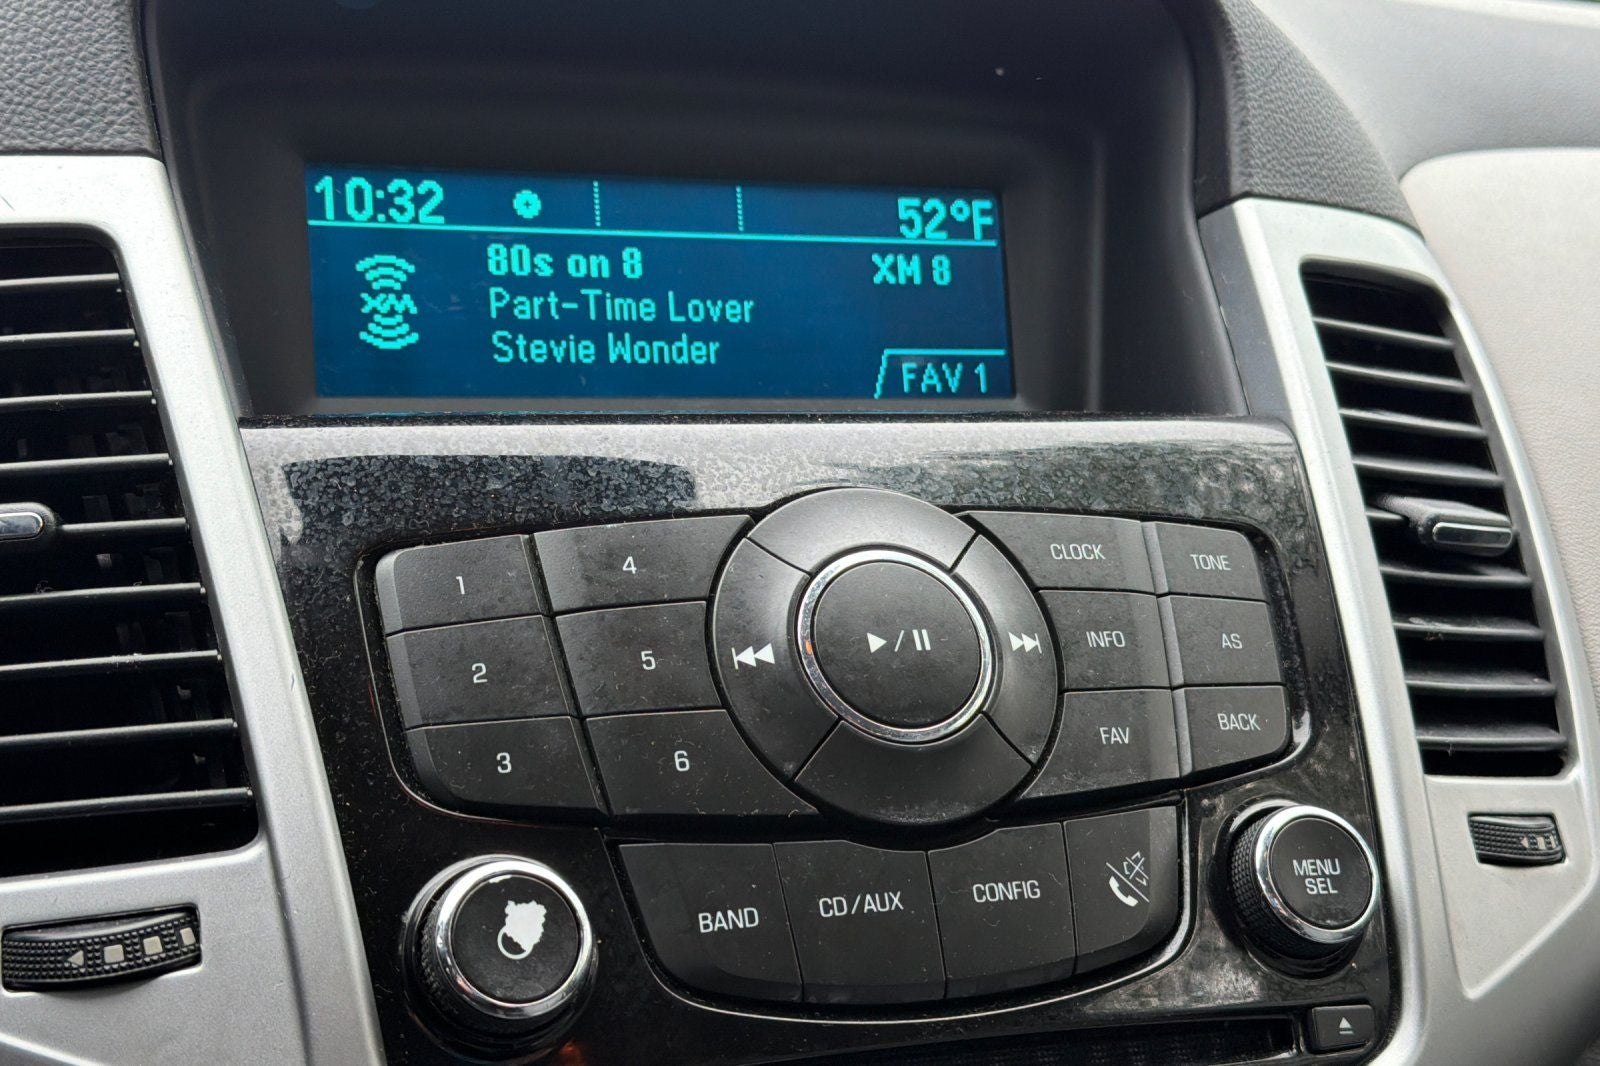 10:32
52°F
80s on 8
XM 8
XM
Part-Time Lover
Stevie Wonder
FAV 1
1
4
CLOCK
TONE
2
5
INFO
AS
3
6
FAV
BACK
BAND
CD/AUX
CONFIG
MENU
SEL